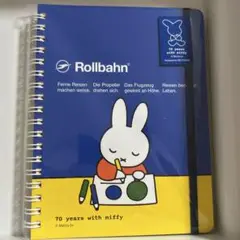 Rollbahn
Ferne Reisen Die Propeller Das Flugzeug Reisen
machen weise. drehen sich. gewinnt an Höhe. Leben.
70 years
with miffy
70 years with miffy